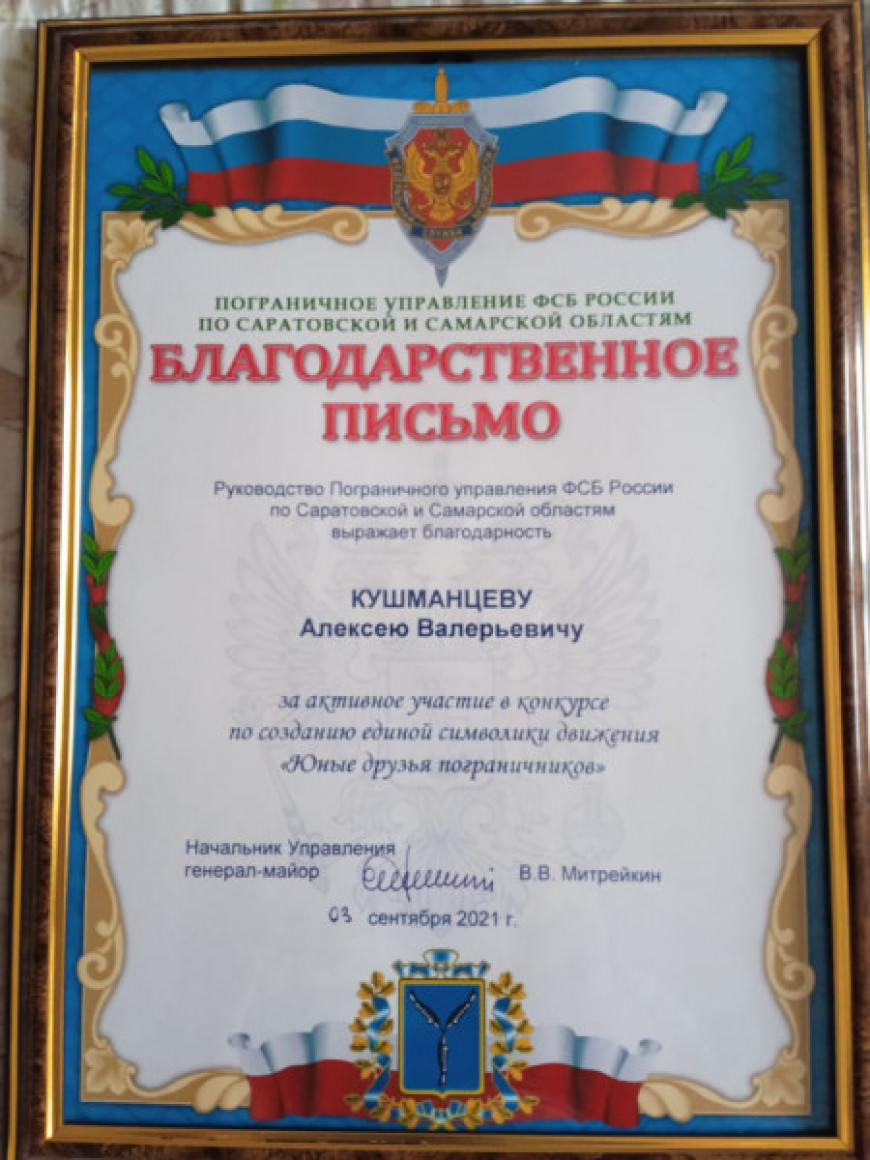 СЛУЖБА
ПОГРАНИЧНОЕ УПРАВЛЕНИЕ ФСБ РОССИИ
ПО САРАТОВСКОЙ И САМАРСКОЙ ОБЛАСТЯМ
БЛАГОДАРСТВЕННОЕ
ПИСЬМО
Руководство Пограничного управления ФСБ России
по Саратовской и Самарской областям
выражает благодарность
КУШМАНЦЕВУ
Алексею Валерьевичу
за активное участие в конкурсе
по созданию единой символики движения
«Юные друзья пограничников»
Начальник Управления
генерал-майор В.В. Митрейкин
03 сентября 2021 г.